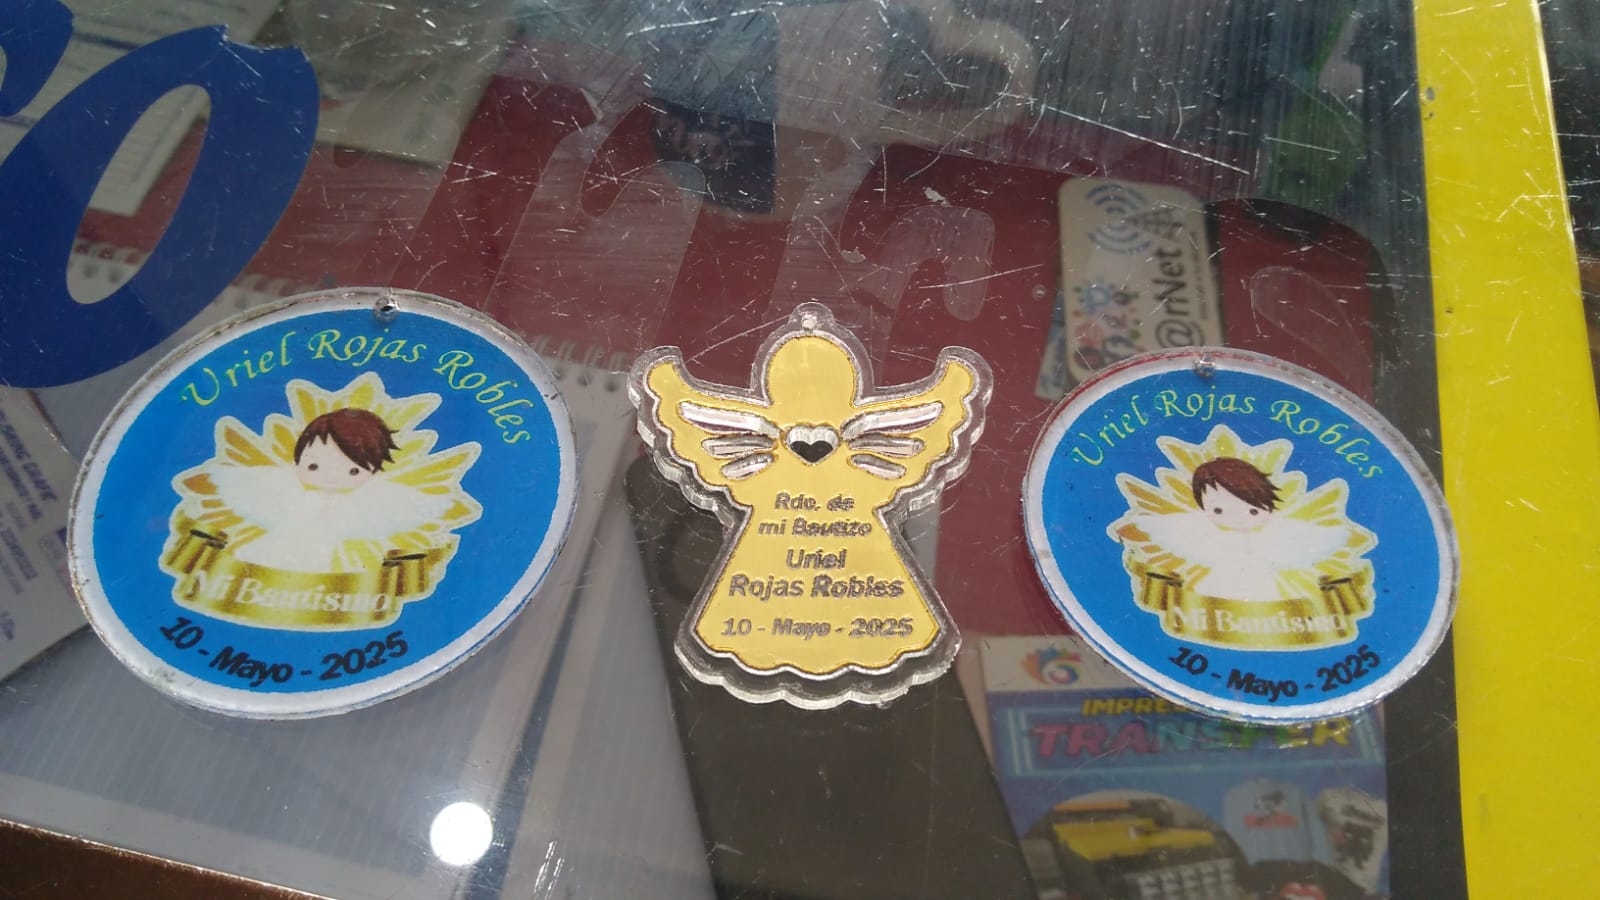 Uriel Rojas Robles
Mi Bautismo
10 - Mayo - 2025
Rdo. de
mi Bautizo
Uriel
Rojas Robles
10 - Mayo - 2025
Uriel Rojas Robles
Mi Bautismo
10 - Mayo - 2025
@rNet
TRANSFER